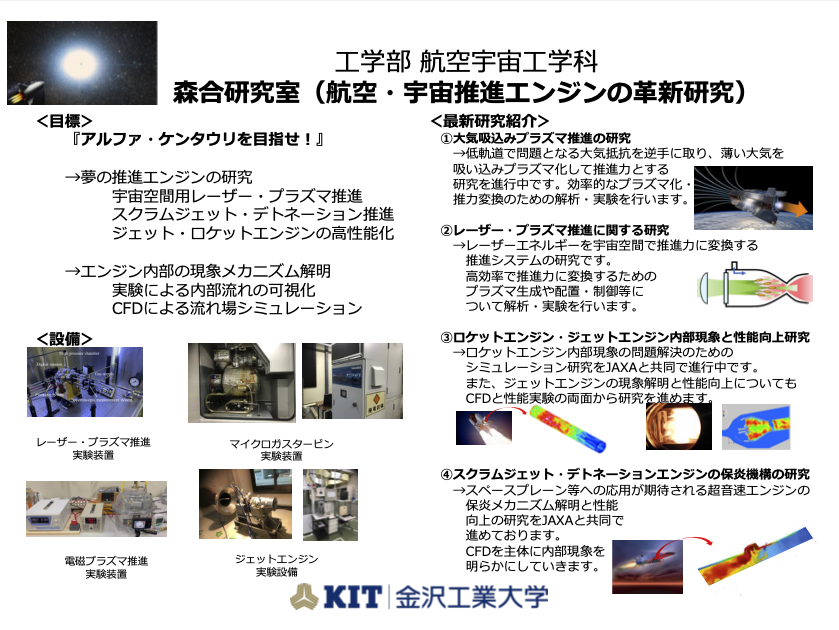 工学部 航空宇宙工学科
森合研究室（航空・宇宙推進エンジンの革新研究）
＜目標＞
『アルファ・ケンタウリを目指せ！』
→夢の推進エンジンの研究
宇宙空間用レーザー・プラズマ推進
スクラムジェット・デトネーション推進
ジェット・ロケットエンジンの高性能化
→エンジン内部の現象メカニズム解明
実験による内部流れの可視化
CFDによる流れ場シミュレーション
＜設備＞
レーザー・プラズマ推進
実験装置
マイクロガスタービン
実験装置
電磁プラズマ推進
実験装置
ジェットエンジン
実験設備
＜最新研究紹介＞
①大気吸込みプラズマ推進の研究
→低軌道で問題となる大気抵抗を逆手に取り、薄い大気を
吸い込みプラズマ化して推進力とする
研究を進行中です。効率的なプラズマ化・
推力変換のための解析・実験を行います。
②レーザー・プラズマ推進に関する研究
→レーザーエネルギーを宇宙空間で推進力に変換する
推進システムの研究です。
高効率で推進力に変換するための
プラズマ生成や配置・制御等に
ついて解析・実験を行います。
③ロケットエンジン・ジェットエンジン内部現象と性能向上研究
→ロケットエンジン内部現象の問題解決のための
シミュレーション研究をJAXAと共同で進行中です。
また、ジェットエンジンの現象解明と性能向上についても
CFDと性能実験の両面から研究を進めます。
④スクラムジェット・デトネーションエンジンの保炎機構の研究
→スペースプレーン等への応用が期待される超音速エンジンの
保炎メカニズム解明と性能
向上の研究をJAXAと共同で
進めております。
CFDを主体に内部現象を
明らかにしていきます。
KIT 金沢工業大学